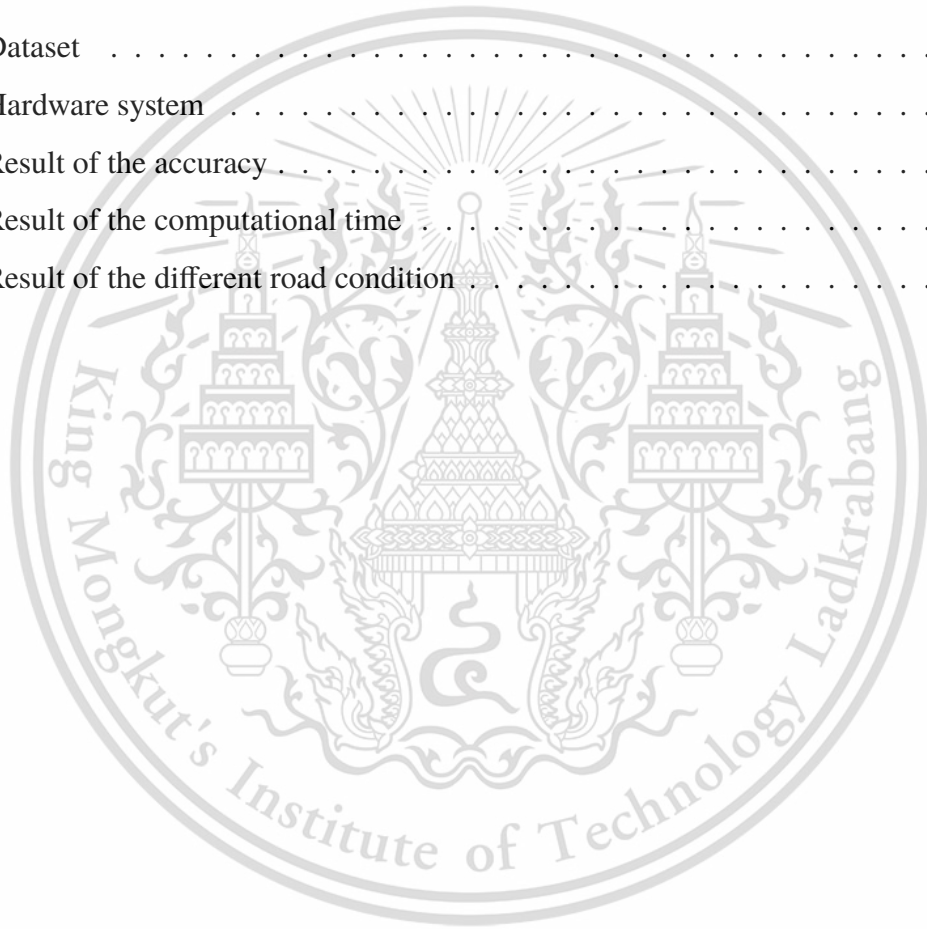 Dataset . . . . . . . . . . . . . . . . . . . . . . . . . . . . . . . .
Hardware system . . . . . . . . . . . . . . . . . . . . . . . . . . .
Result of the accuracy . . . . . . . . . . . . . . . . . . . . . . . . .
Result of the computational time . . . . . . . . . . . . . . . . . . .
Result of the different road condition . . . . . . . . . . . . . . . . .
King Mongkut's Institute of Technology Ladkrabang